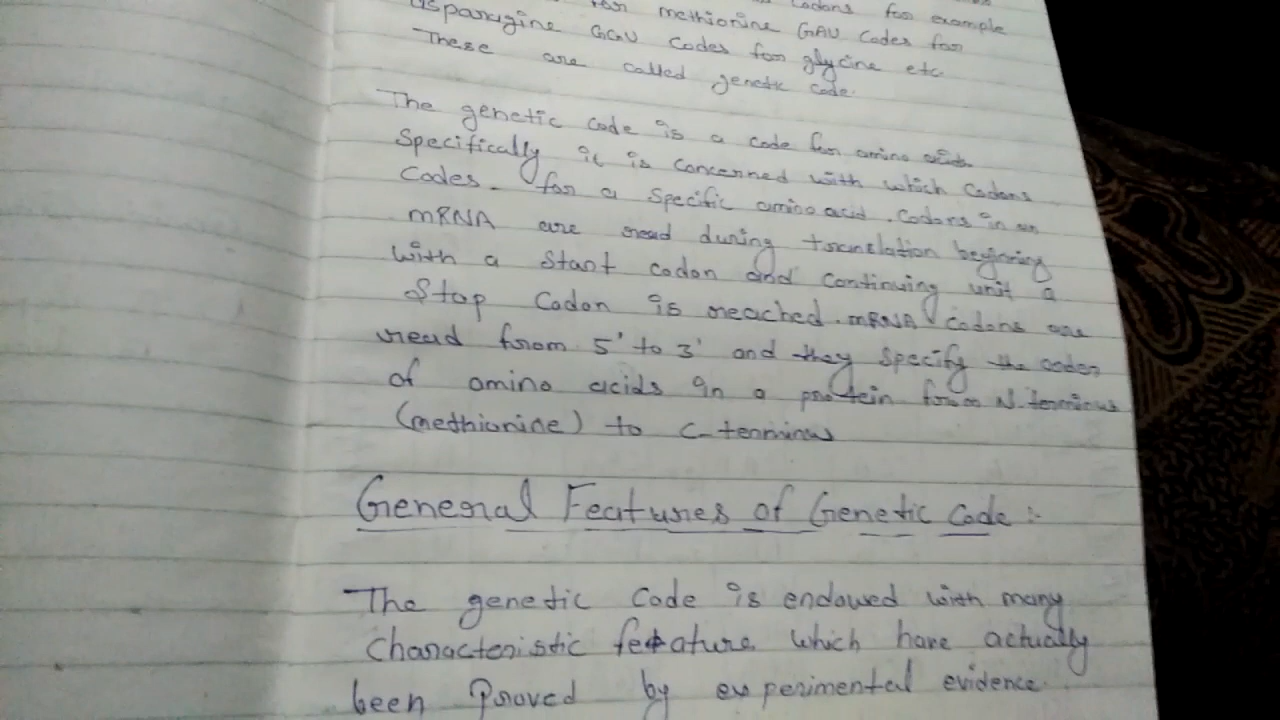 codons for example
for methionine GAU codes for
asparagine GGU codes for glycine etc
These are called genetic code.
The genetic code is a code for amino acids
Specifically it is concerned with which codons
codes. for a specific amino acid. Codons in an
mRNA are read during translation beginning
with a start codon and continuing unit a
Stop Codon is reached. mRNA codons are
read from 5' to 3' and they specify the order
of amino acids in a protein from N. terminus
(methionine) to C- terminus
General Features of Genetic Code :-
The genetic code is endowed with many
Characteristic feature which have actually
been proved by experimental evidence.